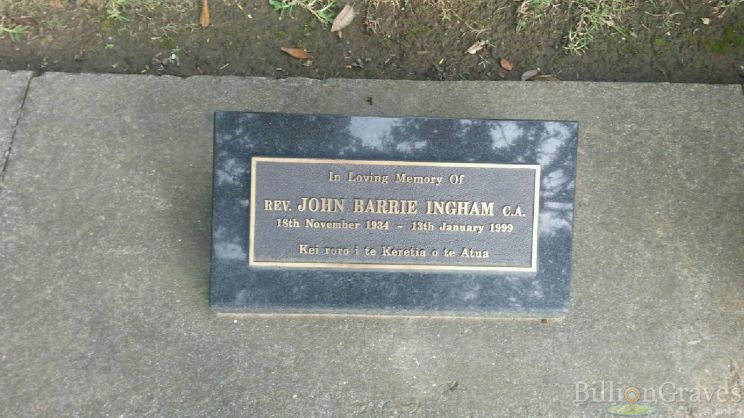 In Loving Memory Of
REV. JOHN BARRIE INGHAM C.A.
18th November 1934 ~ 13th January 1999
Kei roro i te Keretia o te Atua
BillionGraves